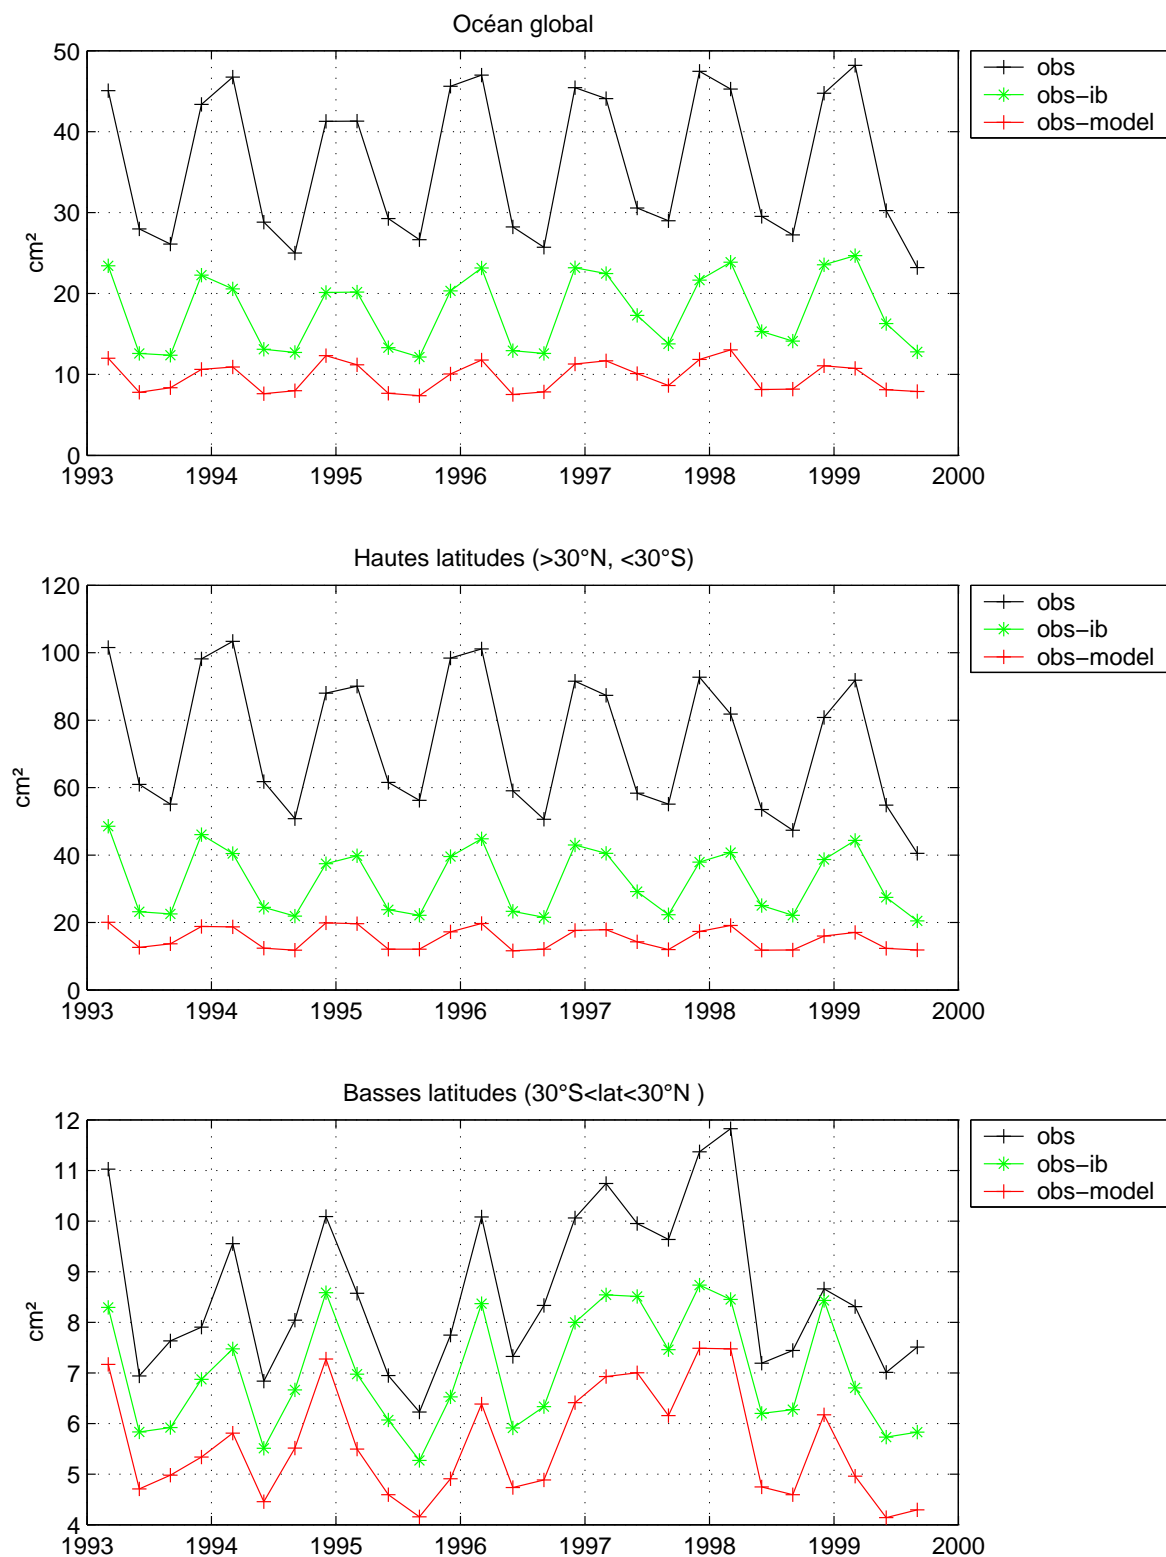 Océan global
50
40
30
20
10
0
cm²
1993 1994 1995 1996 1997 1998 1999 2000
obs
obs-ib
obs-model
Hautes latitudes (>30°N, <30°S)
120
100
80
60
40
20
0
cm²
1993 1994 1995 1996 1997 1998 1999 2000
obs
obs-ib
obs-model
Basses latitudes (30°S<lat<30°N )
12
11
10
9
8
7
6
5
4
cm²
1993 1994 1995 1996 1997 1998 1999 2000
obs
obs-ib
obs-model